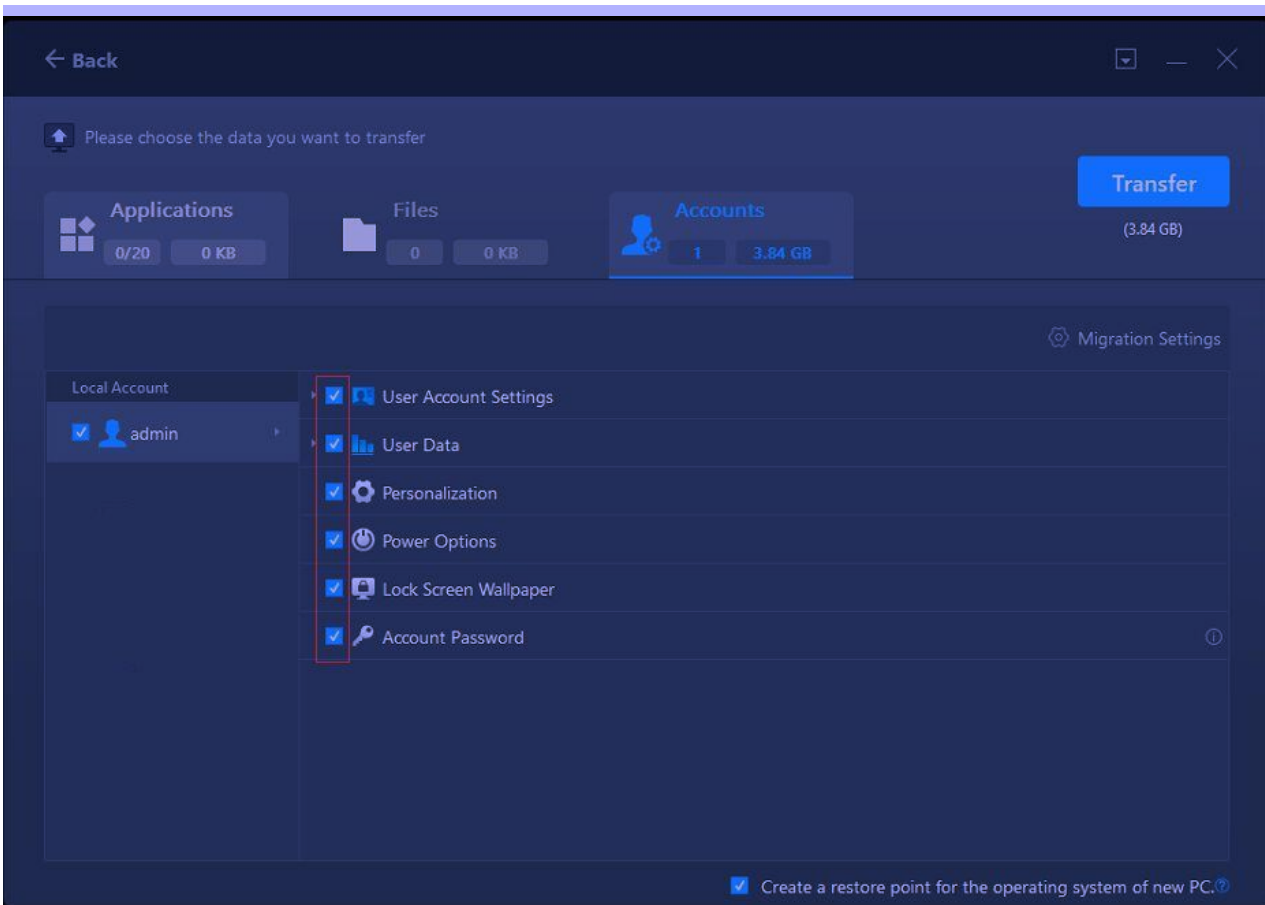 Back
Please choose the data you want to transfer
Transfer
(3.84 GB)
Applications
0/20 0 KB
Files
0 0 KB
Accounts
1 3.84 GB
Migration Settings
Local Account
admin
User Account Settings
User Data
Personalization
Power Options
Lock Screen Wallpaper
Account Password
Create a restore point for the operating system of new PC.